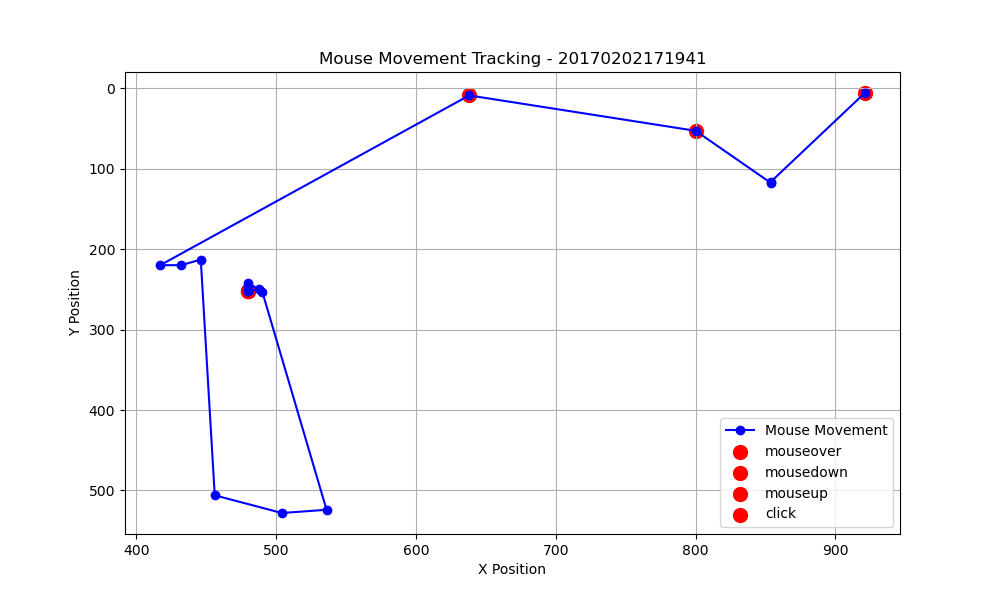 Mouse Movement Tracking - 20170202171941
0
100
200
300
400
500
Y Position
400 500 600 700 800 900
X Position
Mouse Movement
mouseover
mousedown
mouseup
click